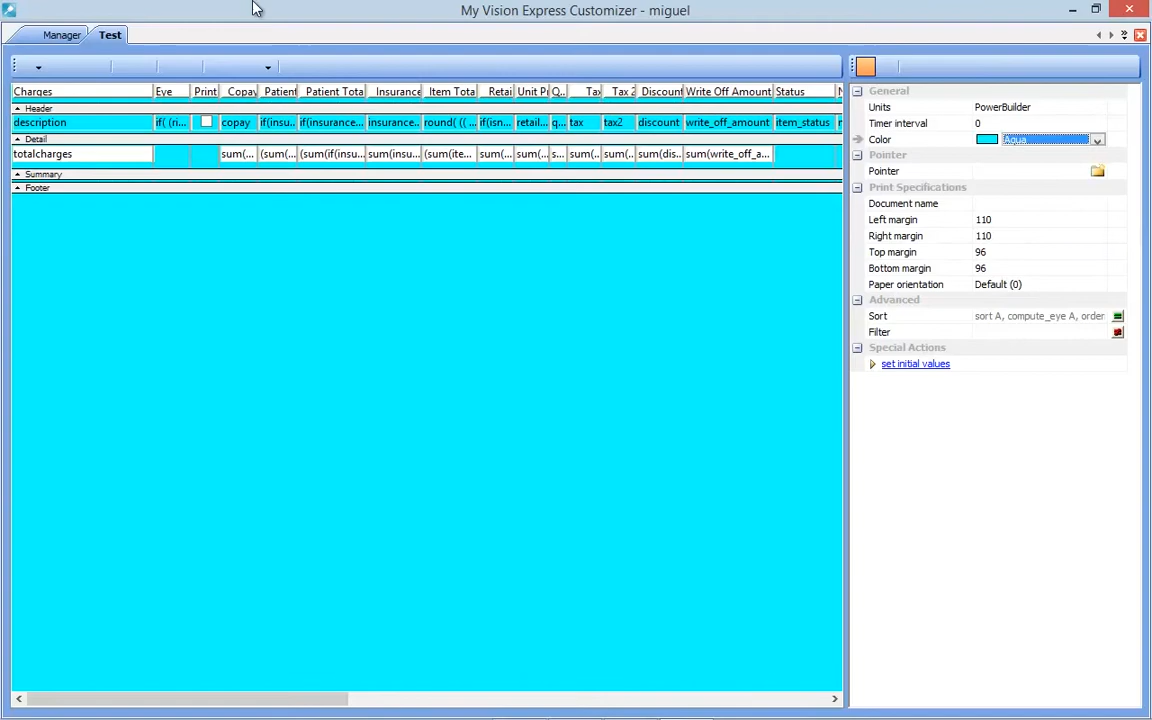 My Vision Express Customizer - miguel
Manager Test
Charges Eye Print Copay Patient Patient Tota Insurance Item Tota Retai Unit P Tax Tax 2 Discount Write Off Amount Status
Header
description if( (ri... copay if(insu... if(insurance... insurance... round( ((... if(isn... retail... q... tax tax2 discount write_off_amount item_status
Detail
totalcharges sum(... (sum(... (sum(if(insu... sum(insu... (sum(ite... sum(... sum(... s... sum(... sum(... sum(dis... sum(write_off_a...
Summary
Footer
General
Units PowerBuilder
Timer interval 0
Color Aqua
Pointer
Pointer
Print Specifications
Document name
Left margin 110
Right margin 110
Top margin 96
Bottom margin 96
Paper orientation Default (0)
Advanced
Sort sort A, compute_eye A, order
Filter
Special Actions
set initial values